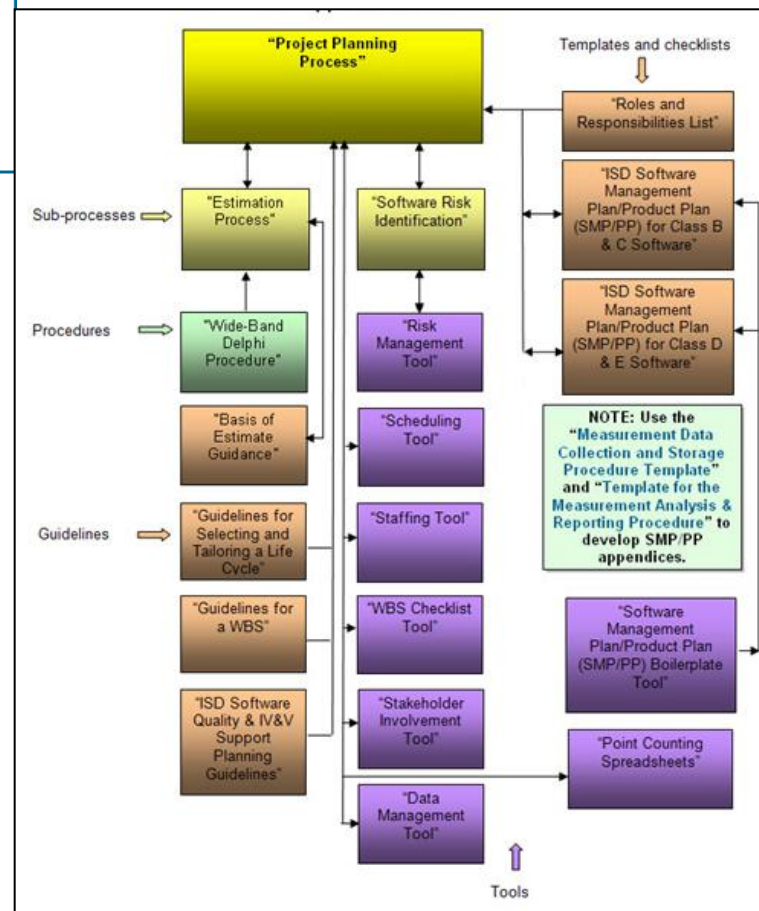 "Project Planning
Process"
Templates and checklists
"Roles and
Responsibilities List"
Sub-processes
"Estimation
Process"
"Software Risk
Identification"
"ISD Software
Management
Plan/Product Plan
(SMP/PP) for Class B
& C Software"
Procedures
"Wide-Band
Delphi
Procedure"
"Risk
Management
Tool"
"ISD Software
Management
Plan/Product Plan
(SMP/PP) for Class D
& E Software"
"Basis of
Estimate
Guidance"
"Scheduling
Tool"
NOTE: Use the
"Measurement Data
Collection and Storage
Procedure Template"
and "Template for the
Measurement Analysis &
Reporting Procedure" to
develop SMP/PP
appendices.
Guidelines
"Guidelines for
Selecting and
Tailoring a Life
Cycle"
"Staffing Tool"
"Guidelines for
a WBS"
"WBS Checklist
Tool"
"Software
Management
Plan/Product Plan
(SMP/PP) Boilerplate
Tool"
"ISD Software
Quality & IV&V
Support
Planning
Guidelines"
"Stakeholder
Involvement
Tool"
"Point Counting
Spreadsheets"
"Data
Management
Tool"
Tools